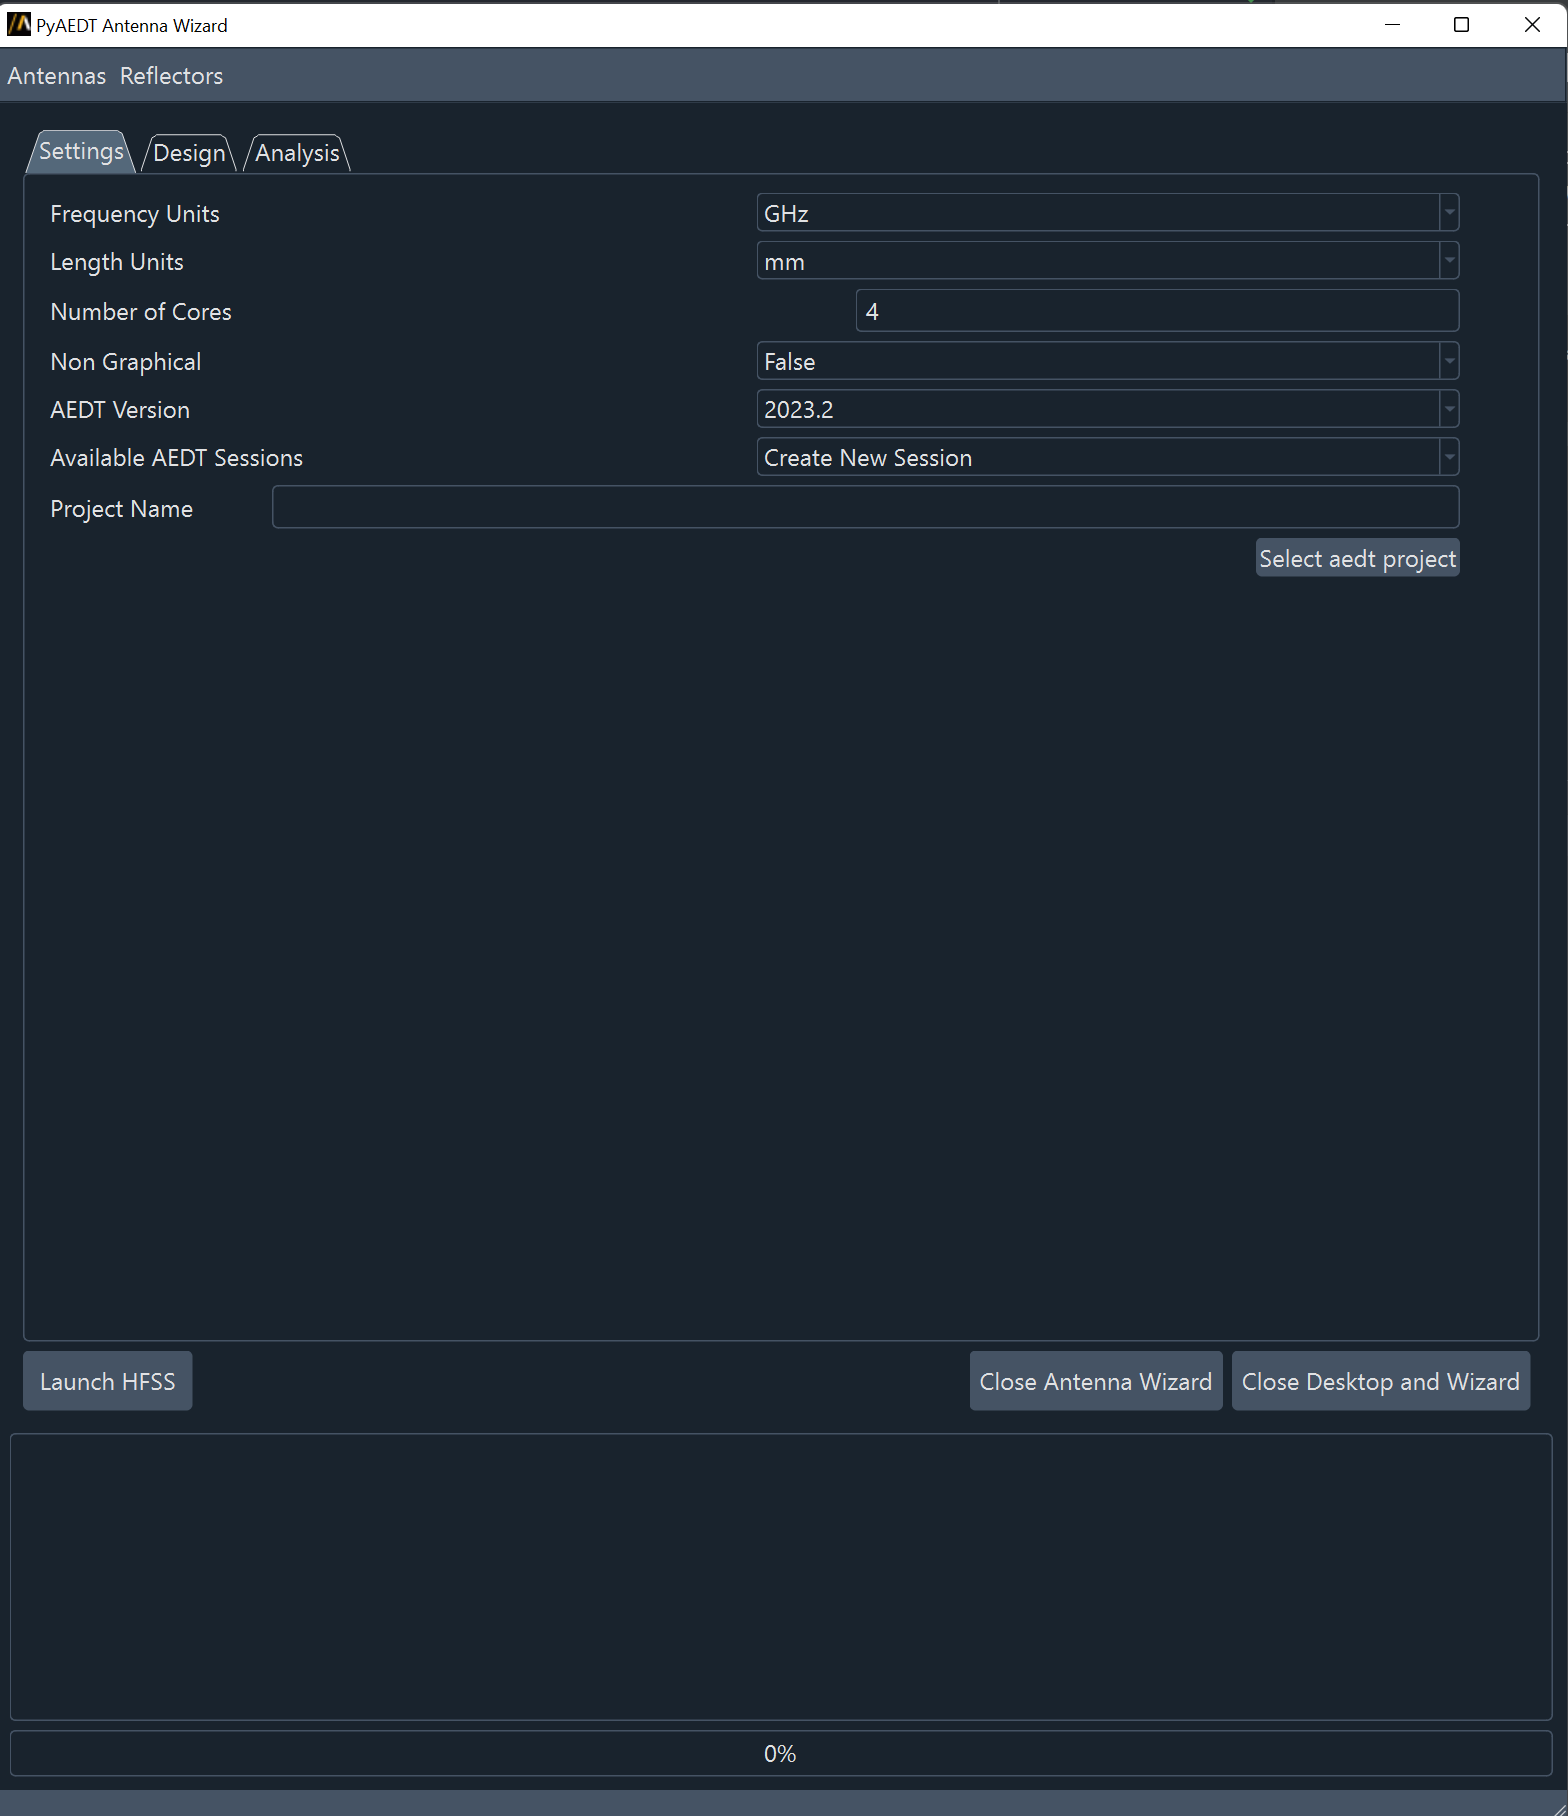 PyAEDT Antenna Wizard
Antennas Reflectors
Settings Design Analysis
Frequency Units GHz
Length Units mm
Number of Cores 4
Non Graphical False
AEDT Version 2023.2
Available AEDT Sessions Create New Session
Project Name
Select aedt project
Launch HFSS Close Antenna Wizard Close Desktop and Wizard
0%